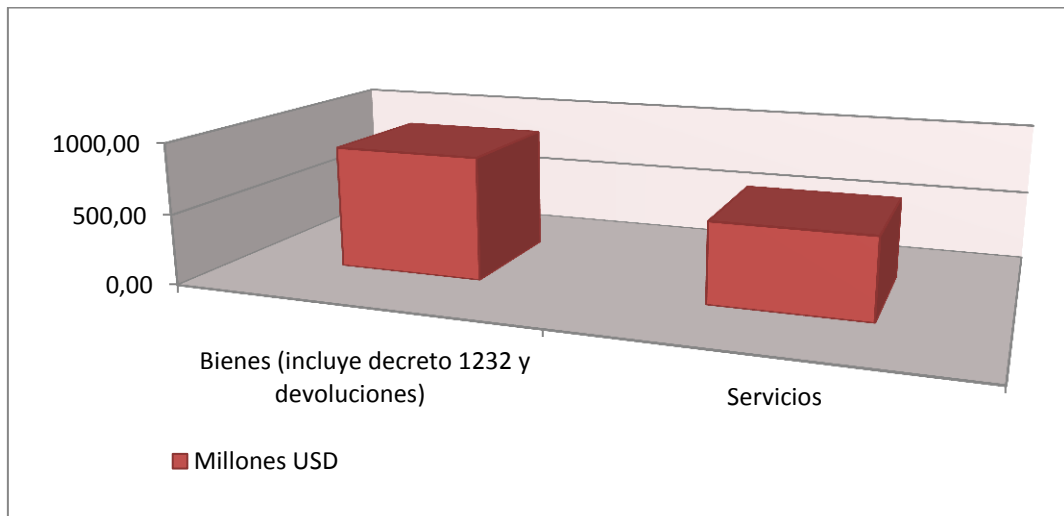 1000,00
500,00
0,00
Bienes (incluye decreto 1232 y
devoluciones)
Servicios
Millones USD